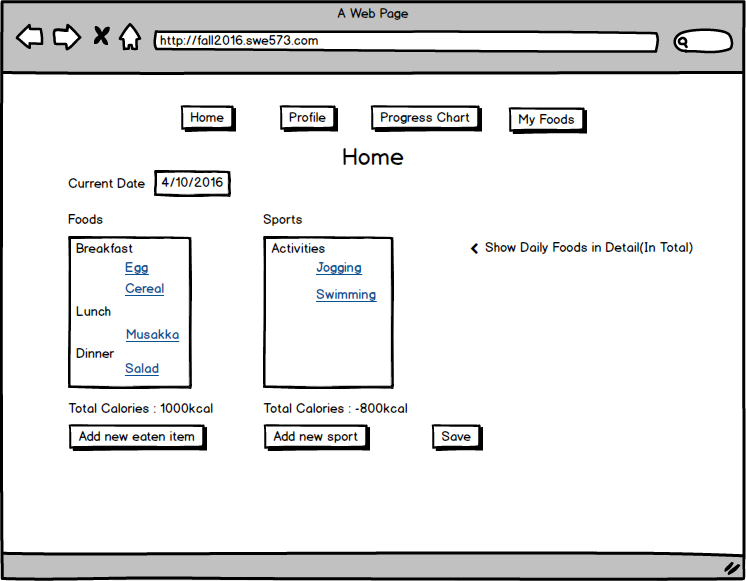 A Web Page
http://fall2016.swe573.com
Home Profile Progress Chart My Foods
Home
Current Date 4/10/2016
Foods Sports
Breakfast Activities Show Daily Foods in Detail(In Total)
Egg Jogging
Cereal Swimming
Lunch
Musakka
Dinner
Salad
Total Calories : 1000kcal Total Calories : -800kcal
Add new eaten item Add new sport Save